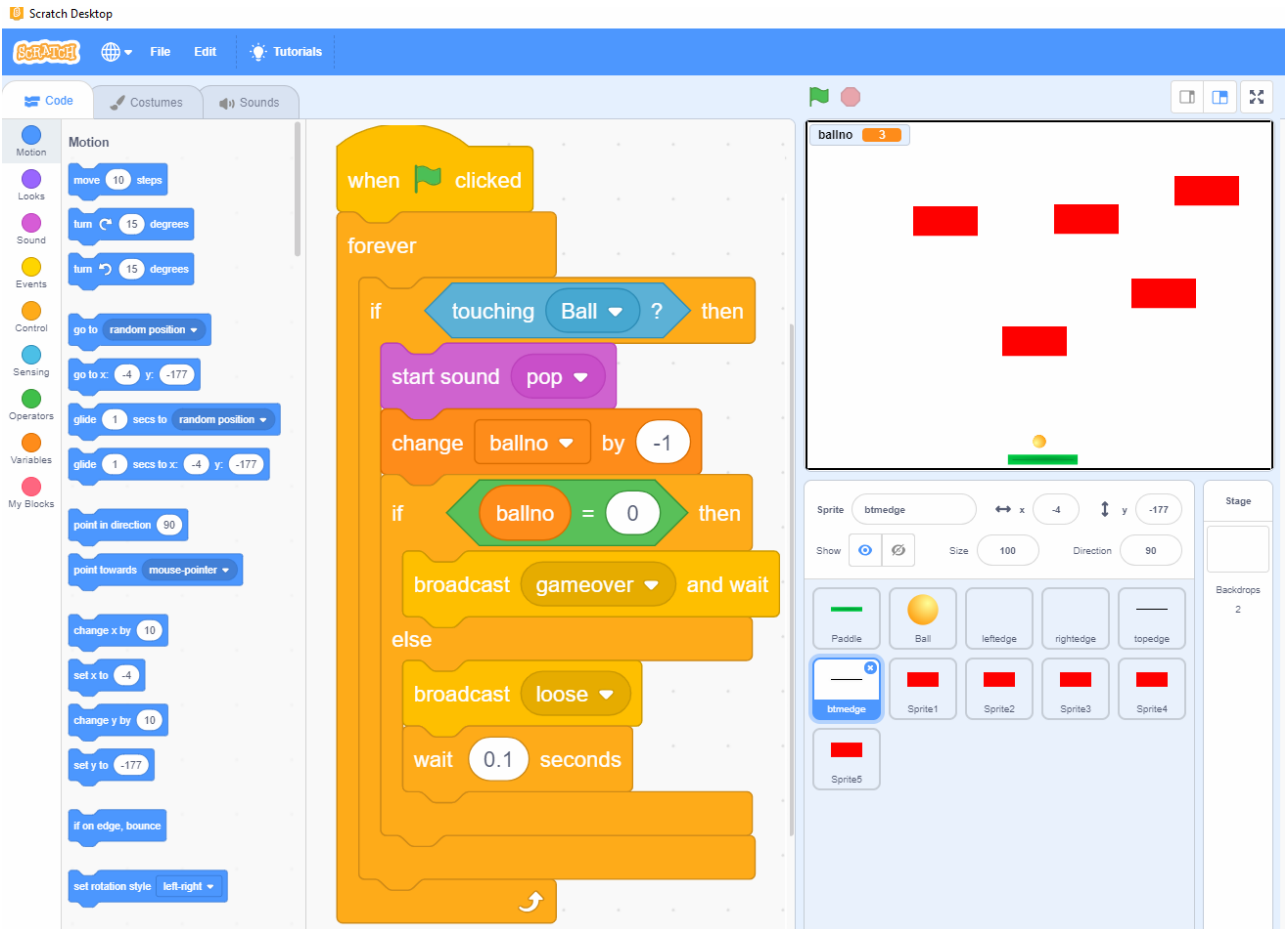 Scratch Desktop
SCRATCH File Edit Tutorials
Code Costumes Sounds
Motion
Looks
Sound
Events
Control
Sensing
Operators
Variables
My Blocks
Motion
move 10 steps
turn 15 degrees
turn 15 degrees
go to random position
go to x: -4 y: -177
glide 1 secs to random position
glide 1 secs to x: -4 y: -177
point in direction 90
point towards mouse-pointer
change x by 10
set x to -4
change y by 10
set y to -177
if on edge, bounce
set rotation style left-right
when clicked
forever
if touching Ball ? then
start sound pop
change ballno by -1
if ballno = 0 then
broadcast gameover and wait
else
broadcast loose
wait 0.1 seconds
ballno 3
Sprite btmedge x -4 y -177
Show Size 100 Direction 90
Paddle Ball leftedge rightedge topedge
btmedge Sprite1 Sprite2 Sprite3 Sprite4
Sprite5
Stage
Backdrops
2